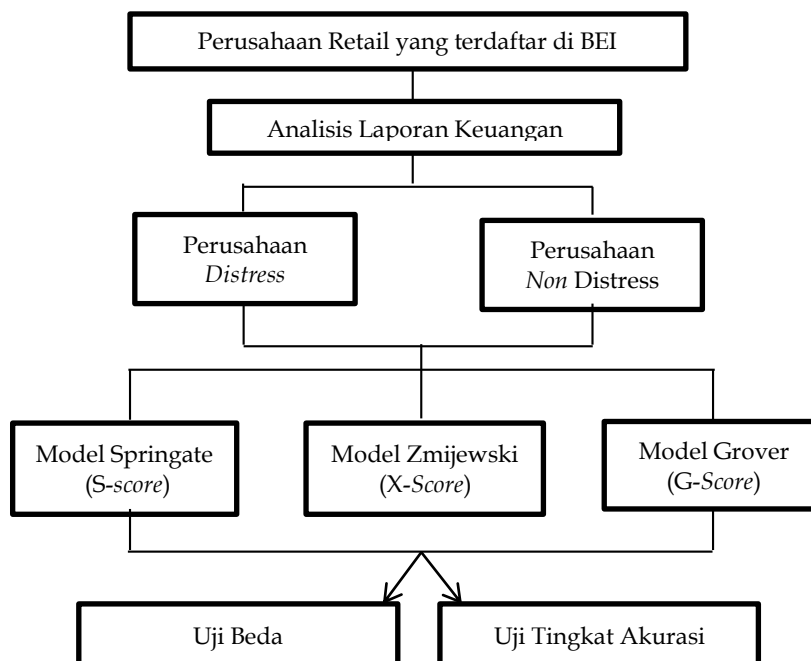 Perusahaan Retail yang terdaftar di BEI
Analisis Laporan Keuangan
Perusahaan
Distress
Perusahaan
Non Distress
Model Springate
(S-score)
Model Zmijewski
(X-Score)
Model Grover
(G-Score)
Uji Beda
Uji Tingkat Akurasi